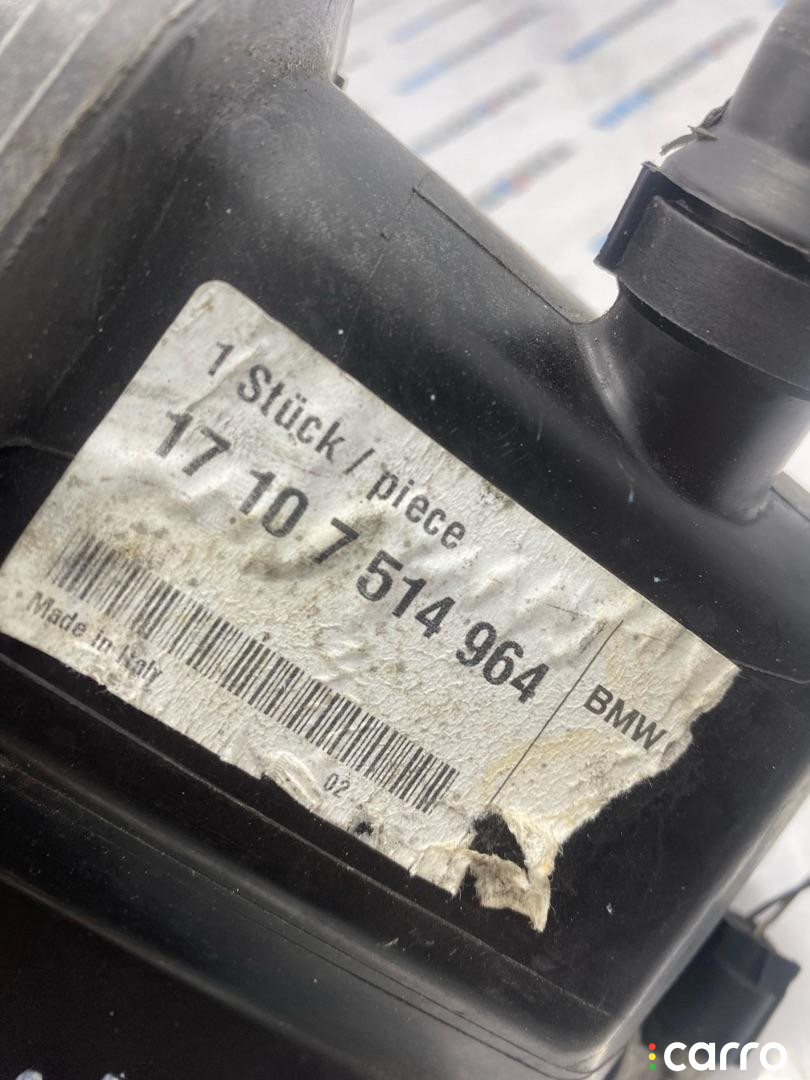 1 Stück / piece
17 10 7 514 964
BMW
Made in Italy
02
carro